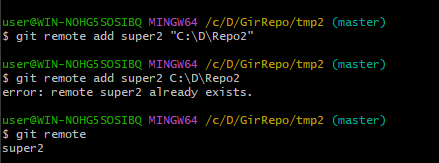 user@WIN-NOHG5SOSIBQ MINGW64 /c/D/GirRepo/tmp2 (master)
$ git remote add super2 "C:\D\Repo2"
user@WIN-NOHG5SOSIBQ MINGW64 /c/D/GirRepo/tmp2 (master)
$ git remote add super2 C:\D\Repo2
error: remote super2 already exists.
user@WIN-NOHG5SOSIBQ MINGW64 /c/D/GirRepo/tmp2 (master)
$ git remote
super2